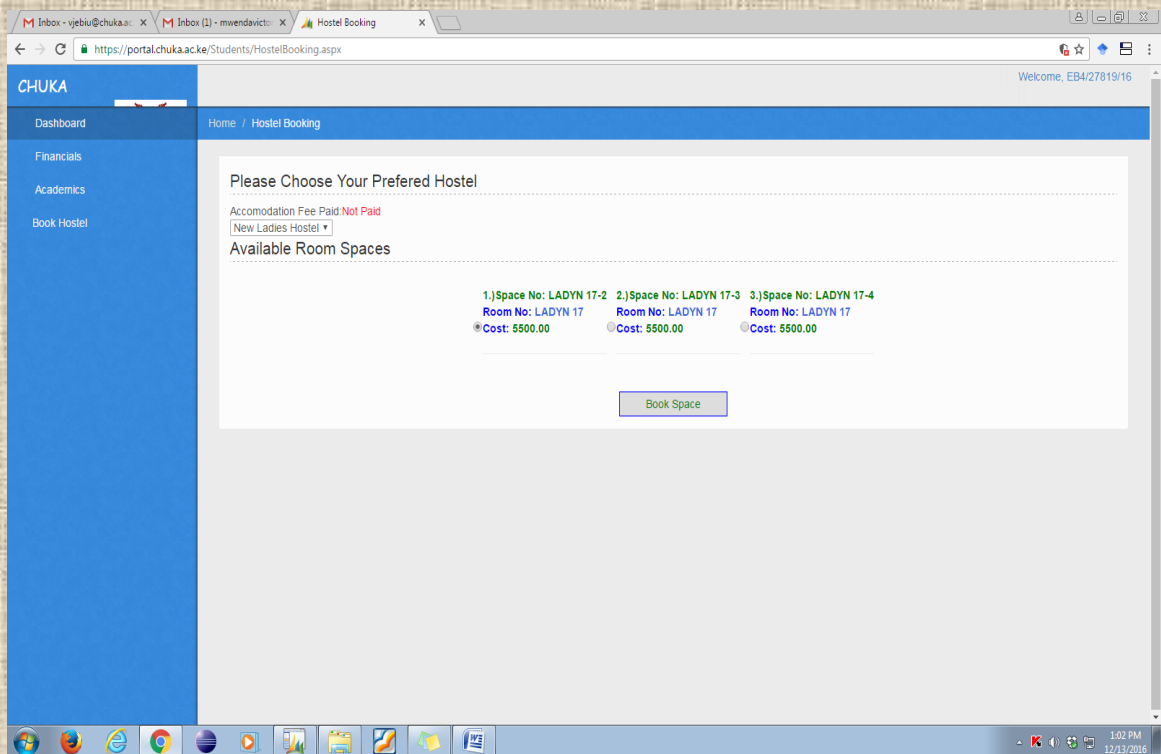 Inbox - vjebiu@chuka.ac.
Inbox (1) - mwendavicto
Hostel Booking
https://portal.chuka.ac.ke/Students/HostelBooking.aspx
CHUKA
Welcome, EB4/27819/16
Dashboard
Home / Hostel Booking
Financials
Academics
Book Hostel
Please Choose Your Prefered Hostel
Accomodation Fee Paid:Not Paid
New Ladies Hostel
Available Room Spaces
1.)Space No: LADYN 17-2 2.)Space No: LADYN 17-3 3.)Space No: LADYN 17-4
Room No: LADYN 17 Room No: LADYN 17 Room No: LADYN 17
Cost: 5500.00 Cost: 5500.00 Cost: 5500.00
Book Space
1:02 PM
12/13/2016